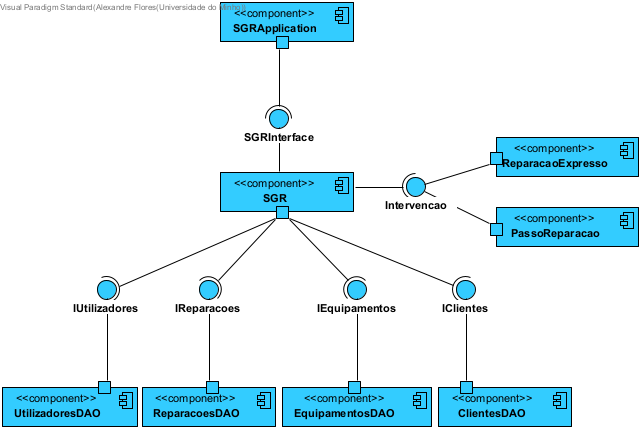 Visual Paradigm Standard(Alexandre Flores(Universidade do Minho))
<<component>>
SGRApplication
SGRInterface
<<component>>
SGR
Intervencao
<<component>>
ReparacaoExpresso
<<component>>
PassoReparacao
IUtilizadores
IReparacoes
IEquipamentos
IClientes
<<component>>
UtilizadoresDAO
<<component>>
ReparacoesDAO
<<component>>
EquipamentosDAO
<<component>>
ClientesDAO